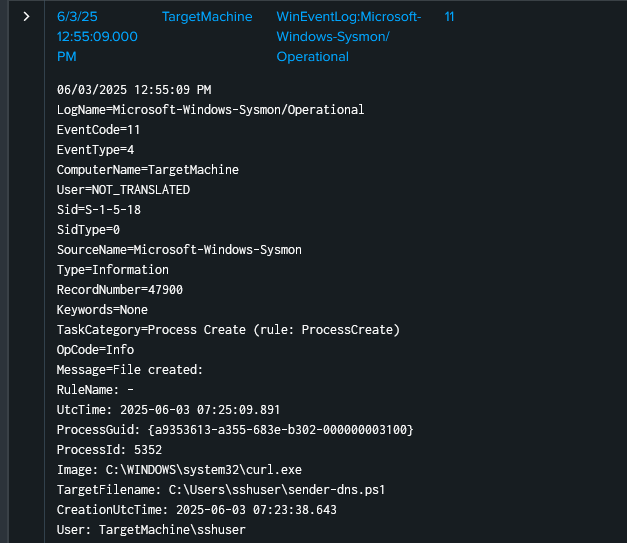 6/3/25 TargetMachine WinEventLog:Microsoft- 11
12:55:09.000 Windows-Sysmon/
PM Operational
06/03/2025 12:55:09 PM
LogName=Microsoft-Windows-Sysmon/Operational
EventCode=11
EventType=4
ComputerName=TargetMachine
User=NOT_TRANSLATED
Sid=S-1-5-18
SidType=0
SourceName=Microsoft-Windows-Sysmon
Type=Information
RecordNumber=47900
Keywords=None
TaskCategory=Process Create (rule: ProcessCreate)
OpCode=Info
Message=File created:
RuleName: -
UtcTime: 2025-06-03 07:25:09.891
ProcessGuid: {a9353613-a355-683e-b302-000000003100}
ProcessId: 5352
Image: C:\WINDOWS\system32\curl.exe
TargetFilename: C:\Users\sshuser\sender-dns.ps1
CreationUtcTime: 2025-06-03 07:23:38.643
User: TargetMachine\sshuser